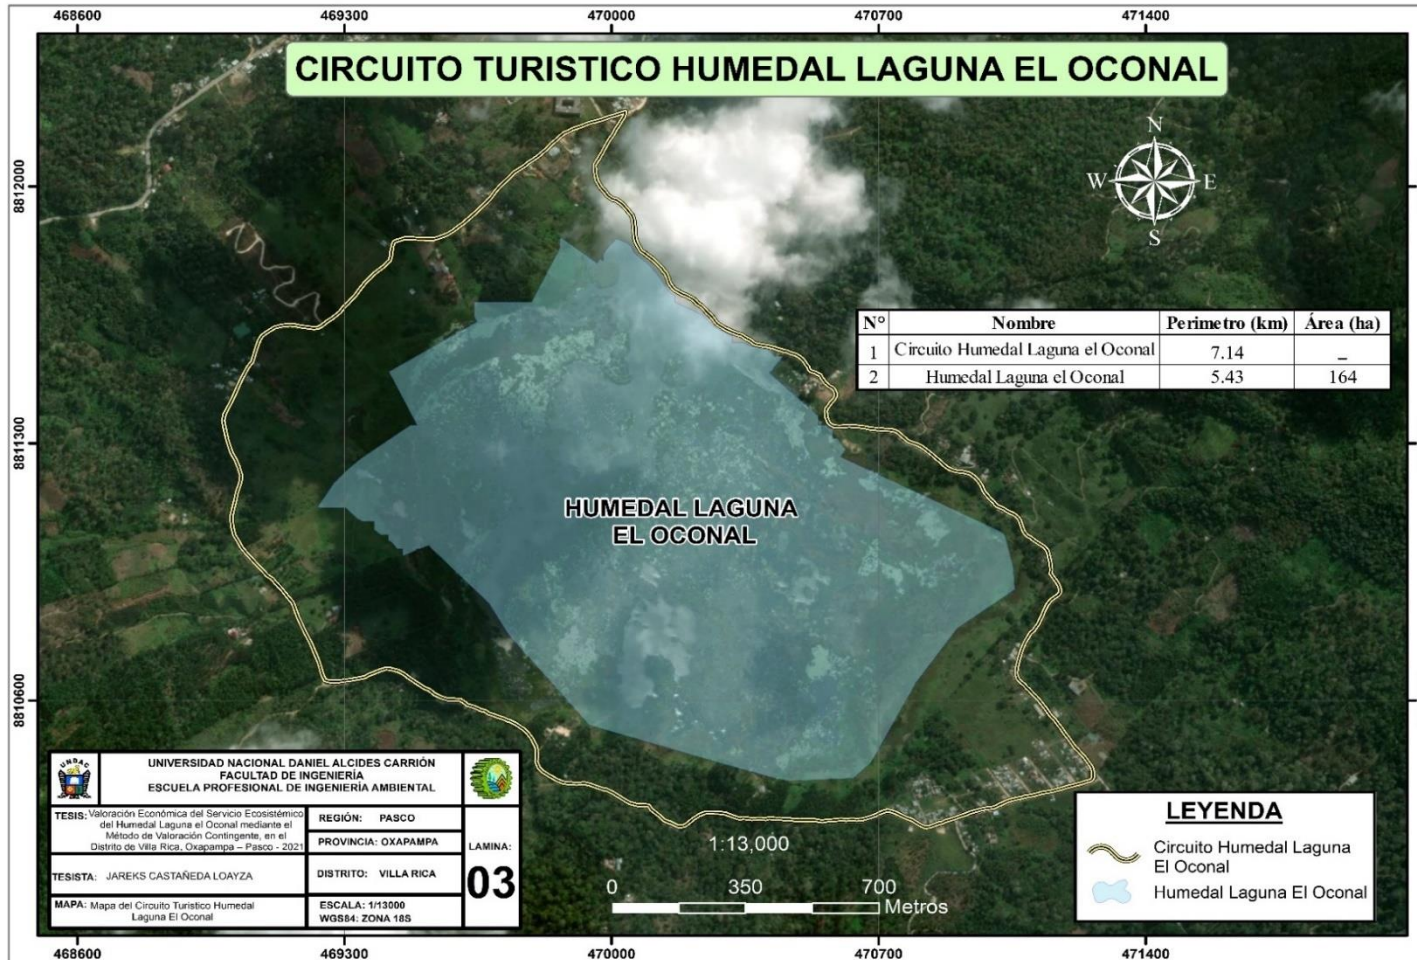 468600 469300 470000 470700 471400
CIRCUITO TURISTICO HUMEDAL LAGUNA EL OCONAL
N
W E
S
8812000
8812000
N° Nombre Perimetro (km) Área (ha)
1 Circuito Humedal Laguna el Oconal 7.14 _
2 Humedal Laguna el Oconal 5.43 164
8811300
8811300
HUMEDAL LAGUNA
EL OCONAL
8810600
8810600
UNDAC
UNIVERSIDAD NACIONAL DANIEL ALCIDES CARRIÓN
FACULTAD DE INGENIERÍA
ESCUELA PROFESIONAL DE INGENIERÍA AMBIENTAL
TESIS: Valoración Económica del Servicio Ecosistémico
del Humedal Laguna el Oconal mediante el
Método de Valoración Contingente, en el
Distrito de Villa Rica, Oxapampa – Pasco - 2021
REGIÓN: PASCO
PROVINCIA: OXAPAMPA
LAMINA:
03
TESISTA: JAREKS CASTAÑEDA LOAYZA
DISTRITO: VILLA RICA
MAPA: Mapa del Circuito Turistico Humedal
Laguna El Oconal
ESCALA: 1/13000
WGS84: ZONA 18S
1:13,000
0 350 700
Metros
LEYENDA
Circuito Humedal Laguna
El Oconal
Humedal Laguna El Oconal
468600 469300 470000 470700 471400